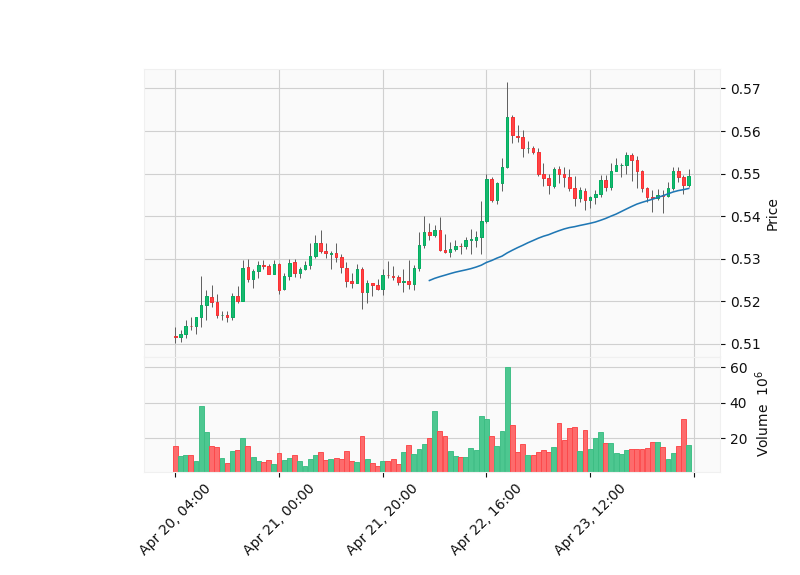 0.57
0.56
0.55
0.54
0.53
0.52
0.51
Price
60
40
20
Volume 10^6
Apr 20, 04:00
Apr 21, 00:00
Apr 21, 20:00
Apr 22, 16:00
Apr 23, 12:00